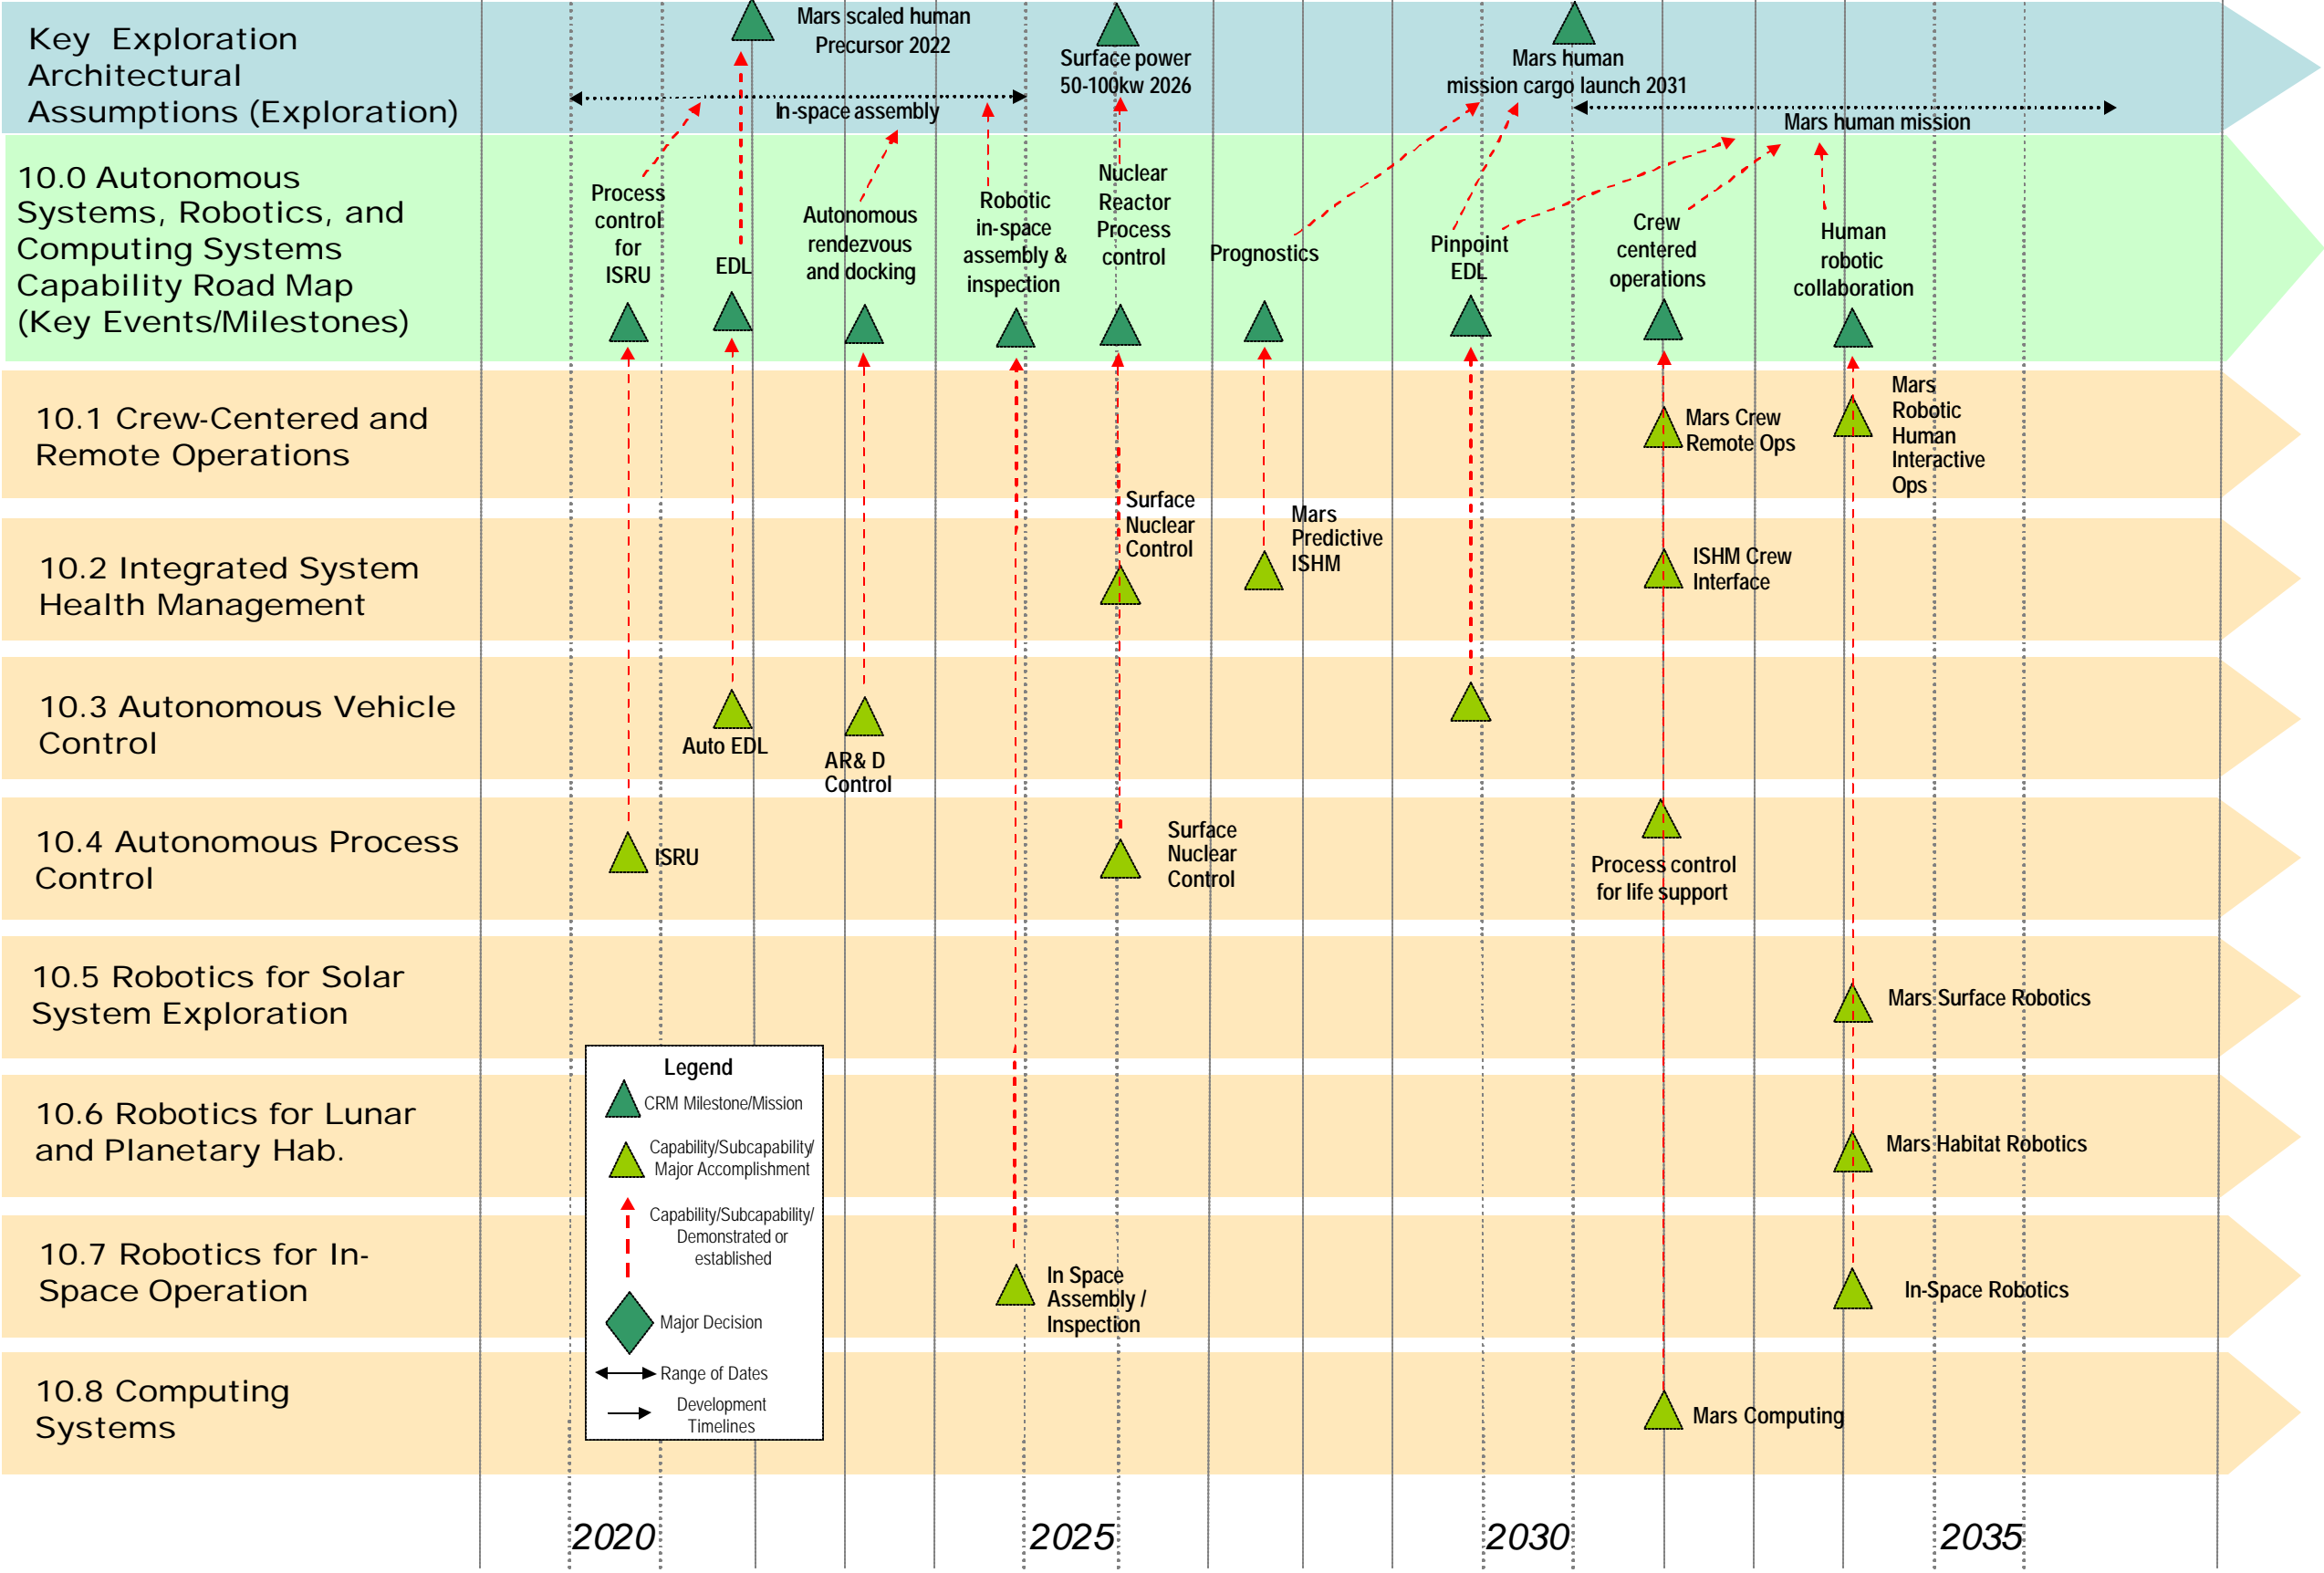 Key Exploration
Architectural
Assumptions (Exploration)
Mars scaled human
Precursor 2022
In-space assembly
Surface power
50-100kw 2026
Mars human
mission cargo launch 2031
Mars human mission
10.0 Autonomous
Systems, Robotics, and
Computing Systems
Capability Road Map
(Key Events/Milestones)
Process
control
for
ISRU
EDL
Autonomous
rendezvous
and docking
Robotic
in-space
assembly &
inspection
Nuclear
Reactor
Process
control
Prognostics
Pinpoint
EDL
Crew
centered
operations
Human
robotic
collaboration
10.1 Crew-Centered and
Remote Operations
Mars Crew
Remote Ops
Mars
Robotic
Human
Interactive
Ops
10.2 Integrated System
Health Management
Surface
Nuclear
Control
Mars
Predictive
ISHM
ISHM Crew
Interface
10.3 Autonomous Vehicle
Control
Auto EDL
AR& D
Control
10.4 Autonomous Process
Control
ISRU
Surface
Nuclear
Control
Process control
for life support
10.5 Robotics for Solar
System Exploration
Mars Surface Robotics
10.6 Robotics for Lunar
and Planetary Hab.
Mars Habitat Robotics
10.7 Robotics for In-
Space Operation
In Space
Assembly /
Inspection
In-Space Robotics
10.8 Computing
Systems
Mars Computing
Legend
CRM Milestone/Mission
Capability/Subcapability/
Major Accomplishment
Capability/Subcapability/
Demonstrated or
established
Major Decision
Range of Dates
Development
Timelines
2020
2025
2030
2035